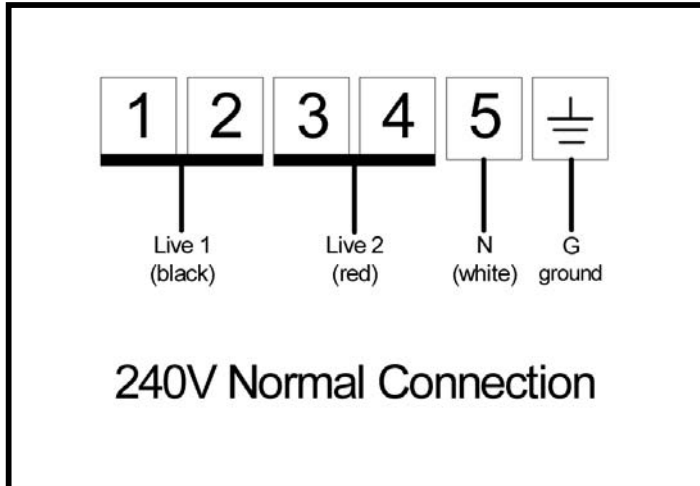 1 2 3 4 5
Live 1 Live 2 N G
(black) (red) (white) ground
240V Normal Connection